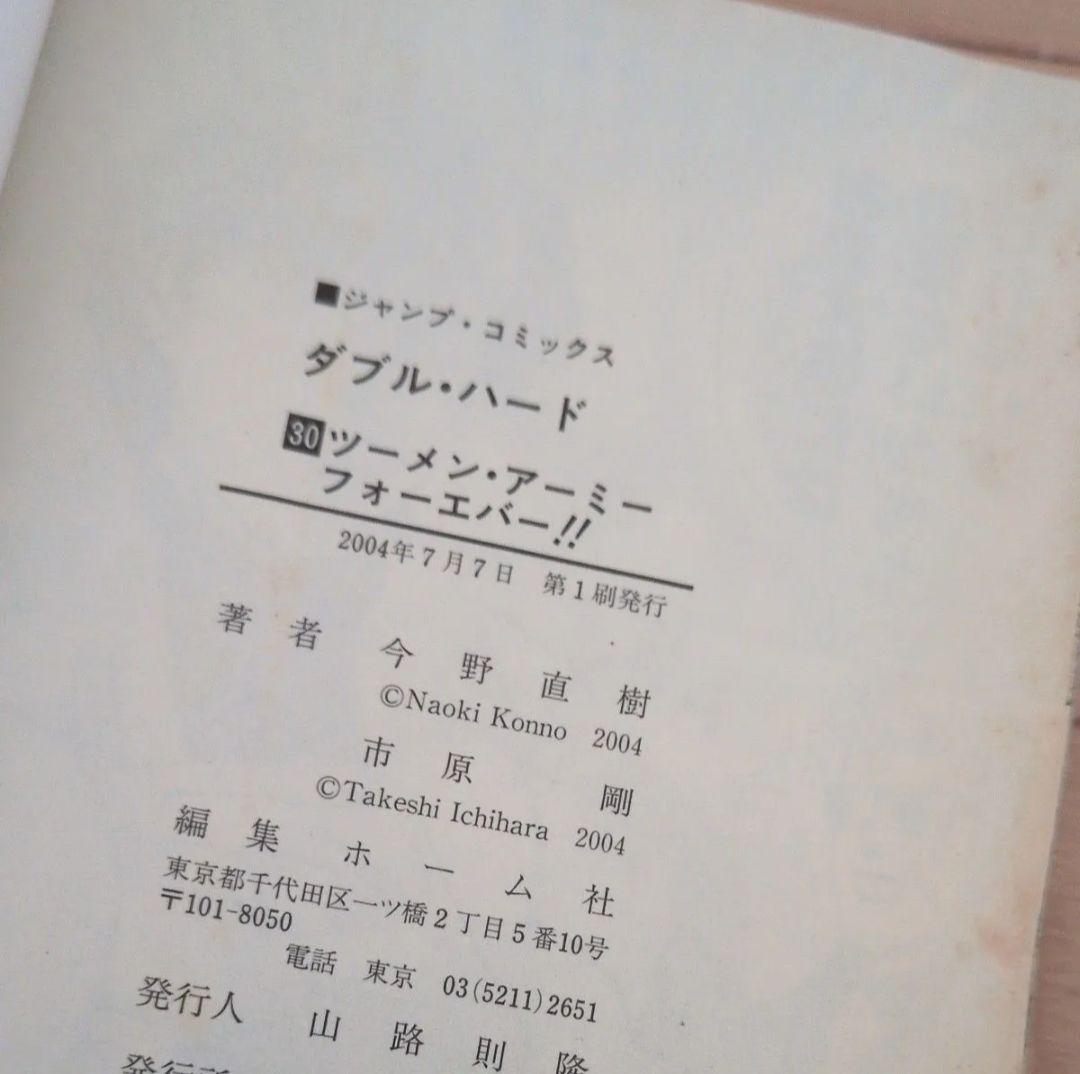 ■ジャンプ・コミックス
ダブル・ハード
30 ツーメン・アーミー
フォーエバー!!
2004年7月7日 第1刷発行
著者 今野直樹
©Naoki Konno 2004
市原 剛
©Takeshi Ichihara 2004
編集 ホーム社
東京都千代田区一ツ橋2丁目5番10号
〒101-8050
電話 東京 03(5211)2651
発行人 山路則隆
発行所